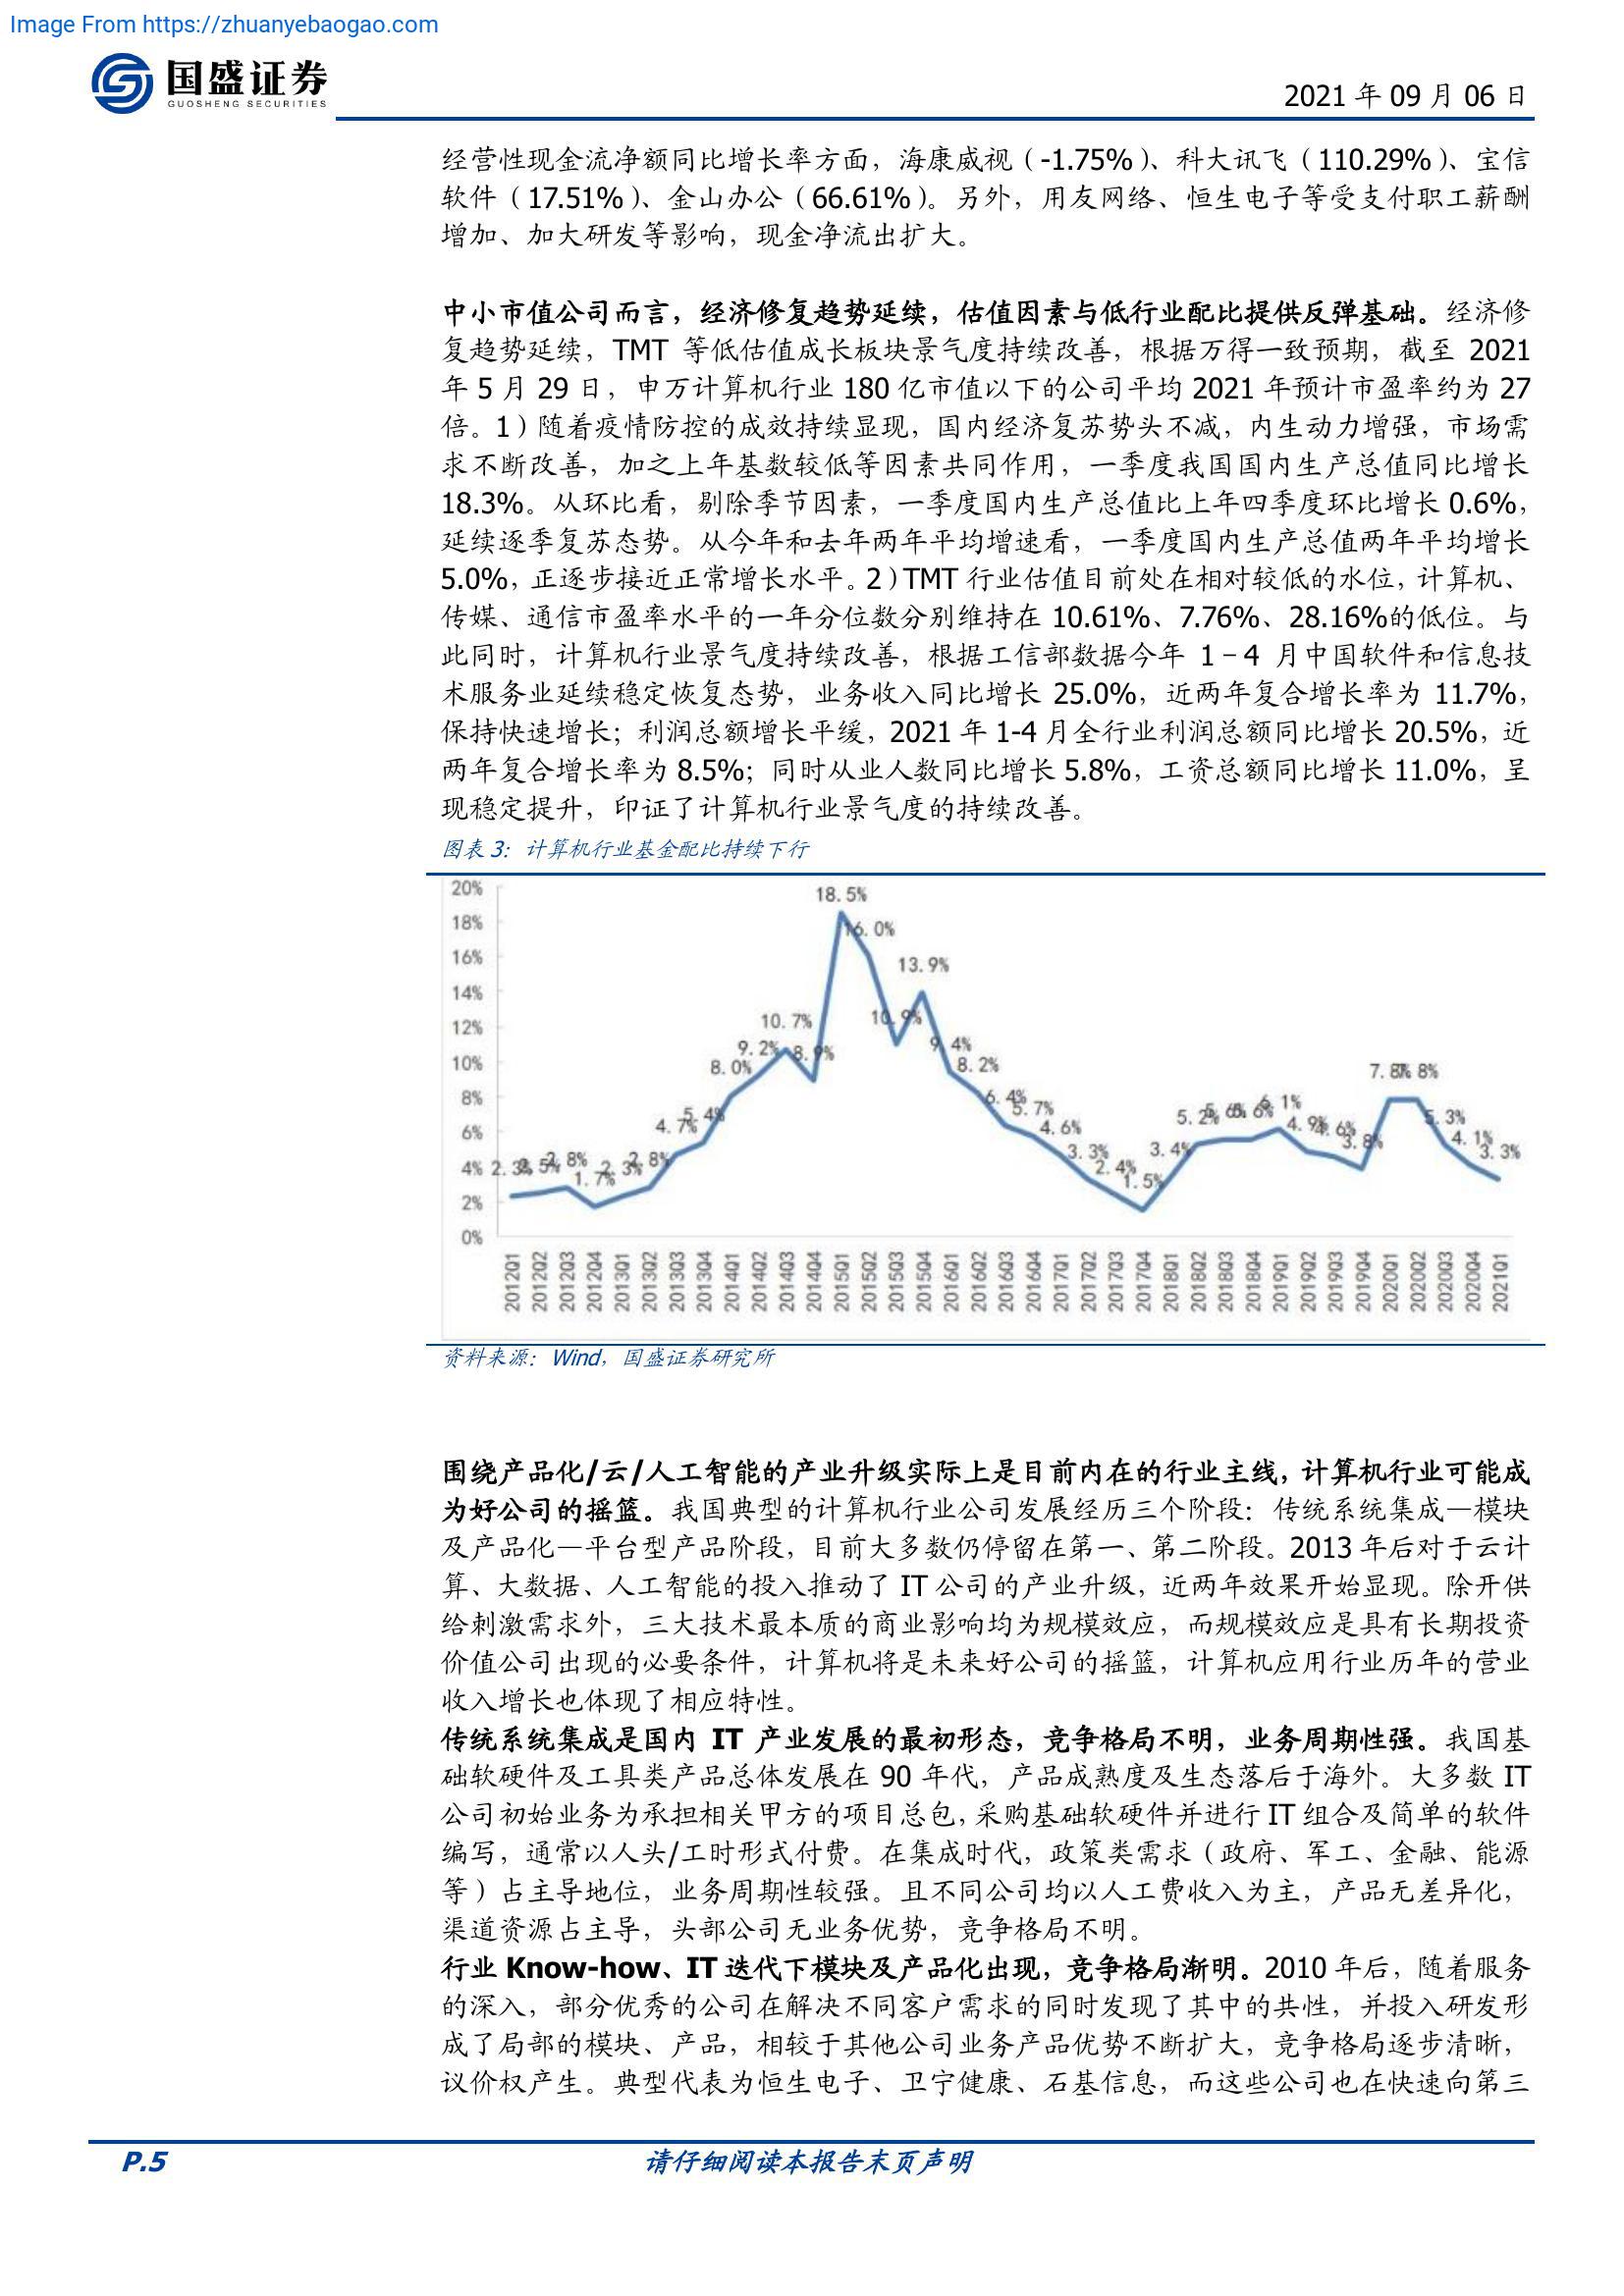 Image From https://zhuanyebaogao.com
国盛证券
GUOSHENG SECURITIES
2021 年 09 月 06 日
经营性现金流净额同比增长率方面，海康威视（-1.75%）、科大讯飞（110.29%）、宝信
软件（17.51%）、金山办公（66.61%）。另外，用友网络、恒生电子等受支付职工薪酬
增加、加大研发等影响，现金净流出扩大。
中小市值公司而言，经济修复趋势延续，估值因素与低行业配比提供反弹基础。经济修
复趋势延续，TMT 等低估值成长板块景气度持续改善，根据万得一致预期，截至 2021
年 5 月 29 日，申万计算机行业 180 亿市值以下的公司平均 2021 年预计市盈率约为 27
倍。1）随着疫情防控的成效持续显现，国内经济复苏势头不减，内生动力增强，市场需
求不断改善，加之上年基数较低等因素共同作用，一季度我国国内生产总值同比增长
18.3%。从环比看，剔除季节因素，一季度国内生产总值比上年四季度环比增长 0.6%，
延续逐季复苏态势。从今年和去年两年平均增速看，一季度国内生产总值两年平均增长
5.0%，正逐步接近正常增长水平。2）TMT 行业估值目前处在相对较低的水位，计算机、
传媒、通信市盈率水平的一年分位数分别维持在 10.61%、7.76%、28.16%的低位。与
此同时，计算机行业景气度持续改善，根据工信部数据今年 1－4 月中国软件和信息技
术服务业延续稳定恢复态势，业务收入同比增长 25.0%，近两年复合增长率为 11.7%，
保持快速增长；利润总额增长平缓，2021 年 1-4 月全行业利润总额同比增长 20.5%，近
两年复合增长率为 8.5%；同时从业人数同比增长 5.8%，工资总额同比增长 11.0%，呈
现稳定提升，印证了计算机行业景气度的持续改善。
图表 3：计算机行业基金配比持续下行
20%
18%
16%
14%
12%
10%
8%
6%
4%
2%
0%
2.3% 2.5% 2.8% 1.7% 2.3% 2.8% 4.7% 5.4% 8.0% 9.2% 10.7% 8.9% 18.5% 16.0% 10.9% 13.9% 9.4% 8.2% 6.4% 5.7% 4.6% 3.3% 2.4% 1.5% 3.4% 5.2% 5.6% 5.6% 6.1% 4.9% 4.6% 3.8% 7.8% 7.8% 5.3% 4.1% 3.3%
2012Q1 2012Q2 2012Q3 2012Q4 2013Q1 2013Q2 2013Q3 2013Q4 2014Q1 2014Q2 2014Q3 2014Q4 2015Q1 2015Q2 2015Q3 2015Q4 2016Q1 2016Q2 2016Q3 2016Q4 2017Q1 2017Q2 2017Q3 2017Q4 2018Q1 2018Q2 2018Q3 2018Q4 2019Q1 2019Q2 2019Q3 2019Q4 2020Q1 2020Q2 2020Q3 2020Q4 2021Q1
资料来源：Wind，国盛证券研究所
围绕产品化/云/人工智能的产业升级实际上是目前内在的行业主线，计算机行业可能成
为好公司的摇篮。我国典型的计算机行业公司发展经历三个阶段：传统系统集成—模块
及产品化—平台型产品阶段，目前大多数仍停留在第一、第二阶段。2013 年后对于云计
算、大数据、人工智能的投入推动了 IT 公司的产业升级，近两年效果开始显现。除开供
给刺激需求外，三大技术最本质的商业影响均为规模效应，而规模效应是具有长期投资
价值公司出现的必要条件，计算机将是未来好公司的摇篮，计算机应用行业历年的营业
收入增长也体现了相应特性。
传统系统集成是国内 IT 产业发展的最初形态，竞争格局不明，业务周期性强。我国基
础软硬件及工具类产品总体发展在 90 年代，产品成熟度及生态落后于海外。大多数 IT
公司初始业务为承担相关甲方的项目总包，采购基础软硬件并进行 IT 组合及简单的软件
编写，通常以人头/工时形式付费。在集成时代，政策类需求（政府、军工、金融、能源
等）占主导地位，业务周期性较强。且不同公司均以人工费收入为主，产品无差异化，
渠道资源占主导，头部公司无业务优势，竞争格局不明。
行业 Know-how、IT 迭代下模块及产品化出现，竞争格局渐明。2010 年后，随着服务
的深入，部分优秀的公司在解决不同客户需求的同时发现了其中的共性，并投入研发形
成了局部的模块、产品，相较于其他公司业务产品优势不断扩大，竞争格局逐步清晰，
议价权产生。典型代表为恒生电子、卫宁健康、石基信息，而这些公司也在快速向第三
P.5
请仔细阅读本报告末页声明